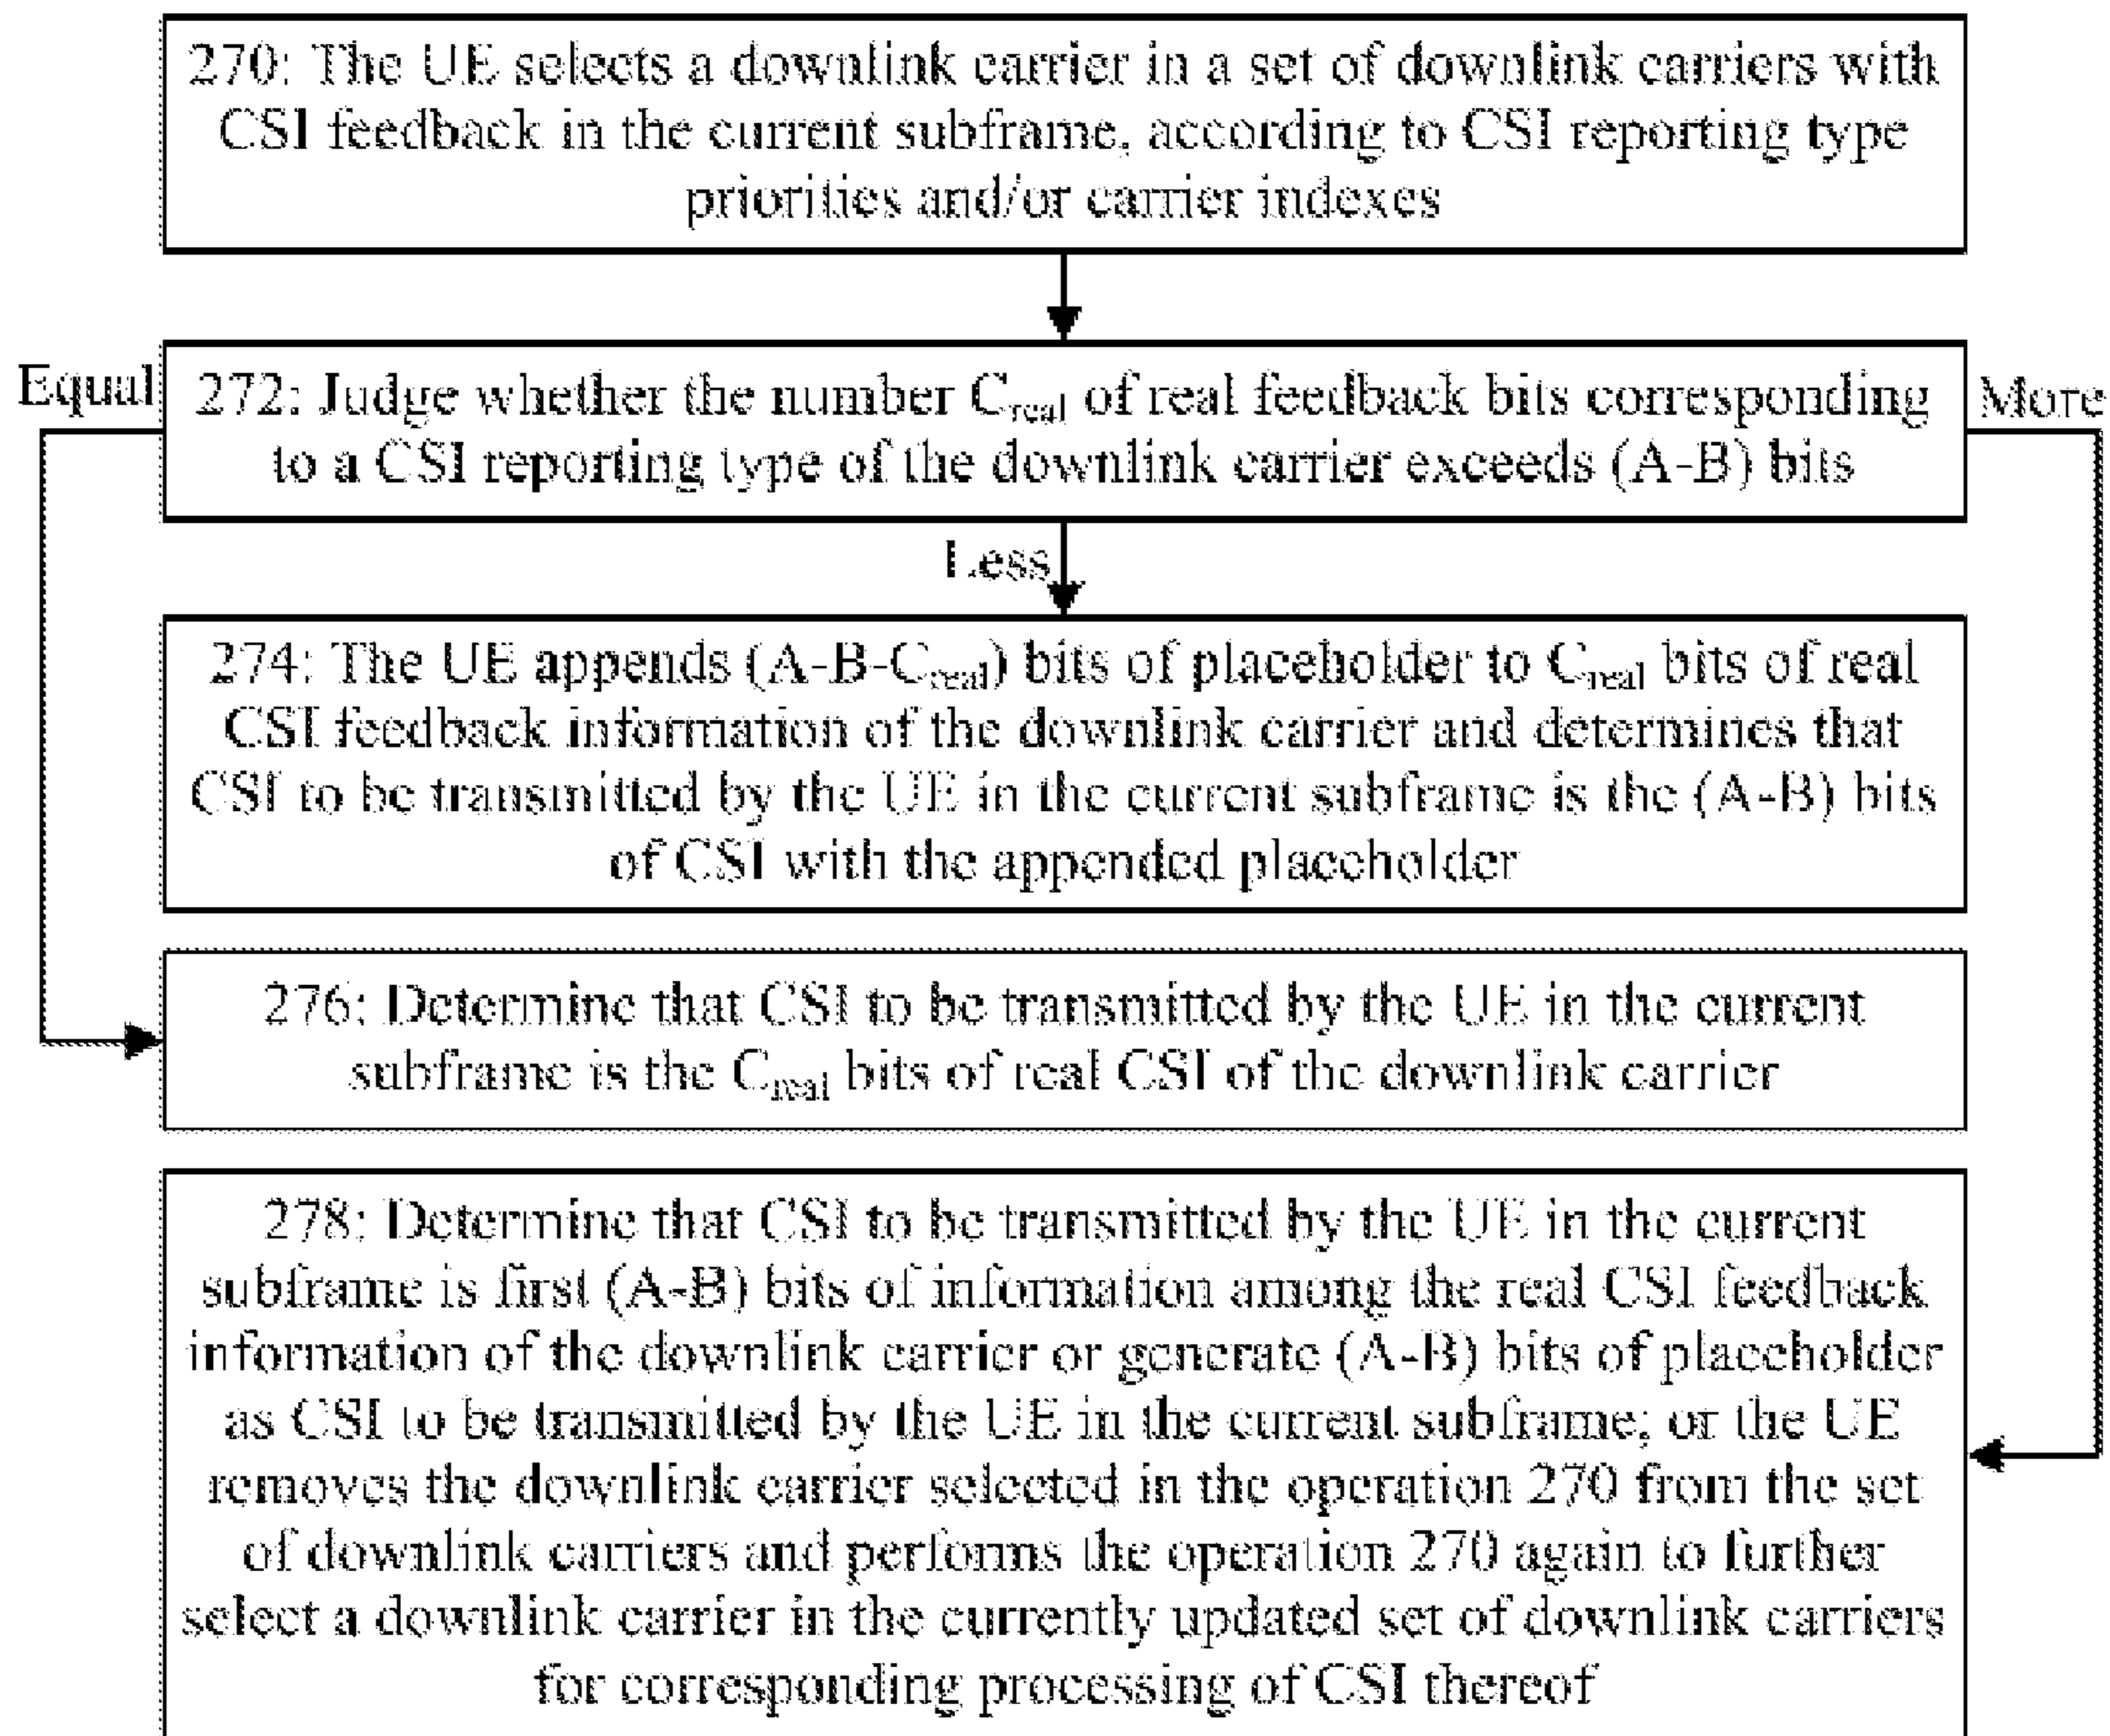 270: The UE selects a downlink carrier in a set of downlink carriers with
CSI feedback in the current subframe, according to CSI reporting type
priorities and/or carrier indexes
Equal
272: Judge whether the number C_real of real feedback bits corresponding
to a CSI reporting type of the downlink carrier exceeds (A-B) bits
More
Less
274: The UE appends (A-B-C_real) bits of placeholder to C_real bits of real
CSI feedback information of the downlink carrier and determines that
CSI to be transmitted by the UE in the current subframe is the (A-B) bits
of CSI with the appended placeholder
276: Determine that CSI to be transmitted by the UE in the current
subframe is the C_real bits of real CSI of the downlink carrier
278: Determine that CSI to be transmitted by the UE in the current
subframe is first (A-B) bits of information among the real CSI feedback
information of the downlink carrier or generate (A-B) bits of placeholder
as CSI to be transmitted by the UE in the current subframe; or the UE
removes the downlink carrier selected in the operation 270 from the set
of downlink carriers and performs the operation 270 again to further
select a downlink carrier in the currently updated set of downlink carriers
for corresponding processing of CSI thereof